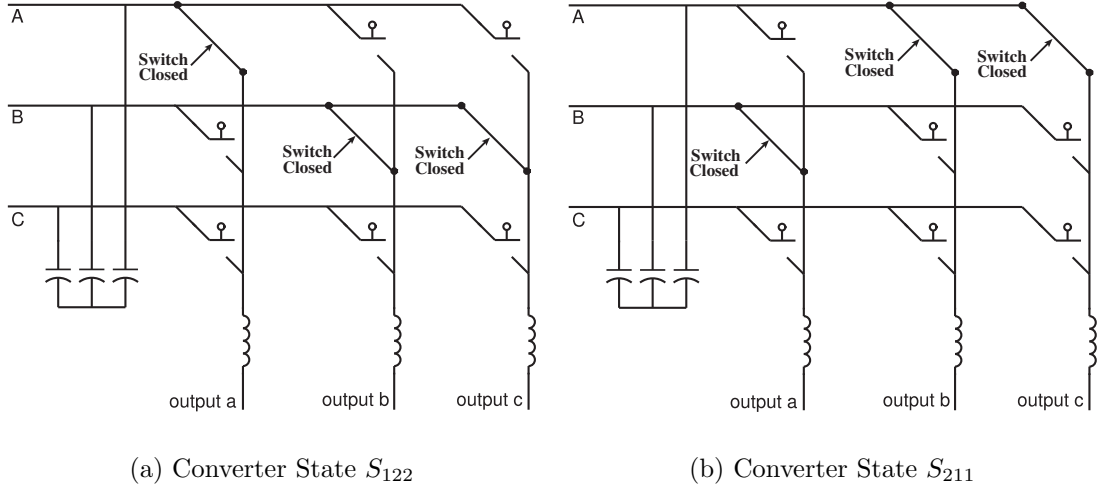 A
Switch
Closed
B
Switch
Closed
Switch
Closed
C
output a
output b
output c
(a) Converter State S₁₂₂
A
Switch
Closed
Switch
Closed
B
Switch
Closed
C
output a
output b
output c
(b) Converter State S₂₁₁